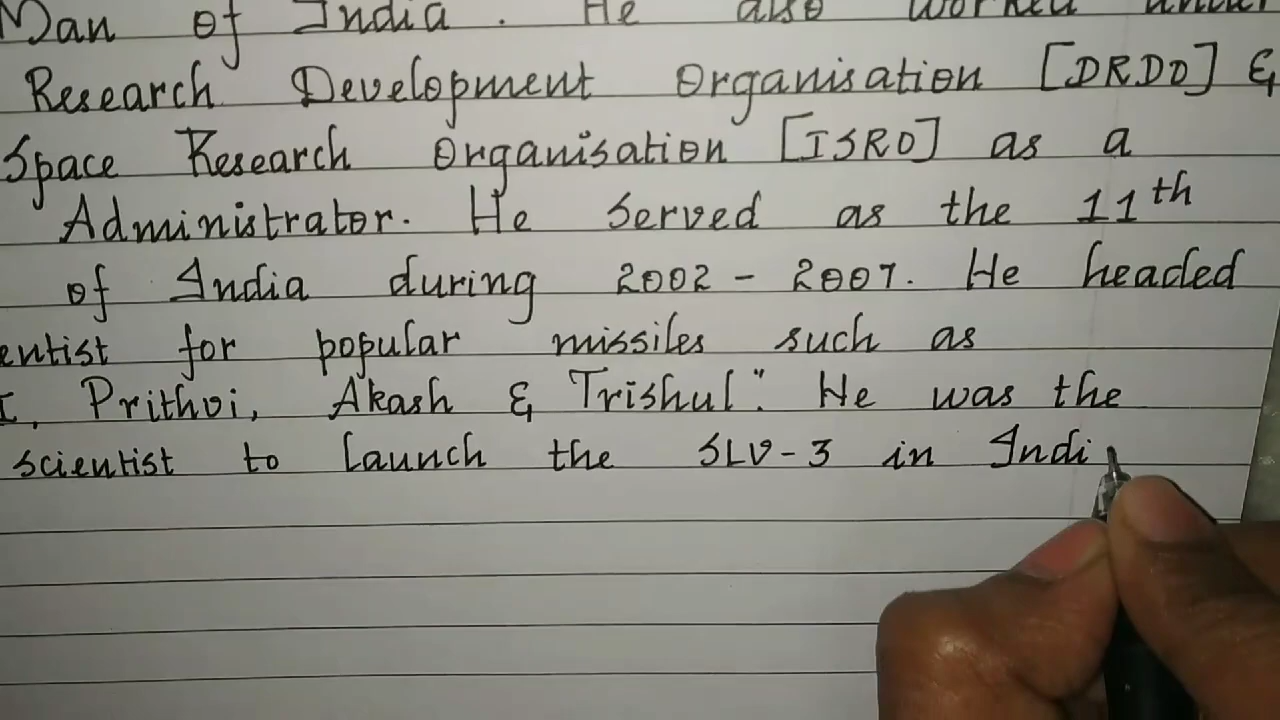 Man of India. He also worked under
Research Development Organisation [DRDO] &
Space Research Organisation [ISRO] as a
Administrator. He served as the 11th
of India during 2002 - 2007. He headed
entist for popular missiles such as
I, Prithvi, Akash & Trishul". He was the
scientist to launch the SLV-3 in Indi